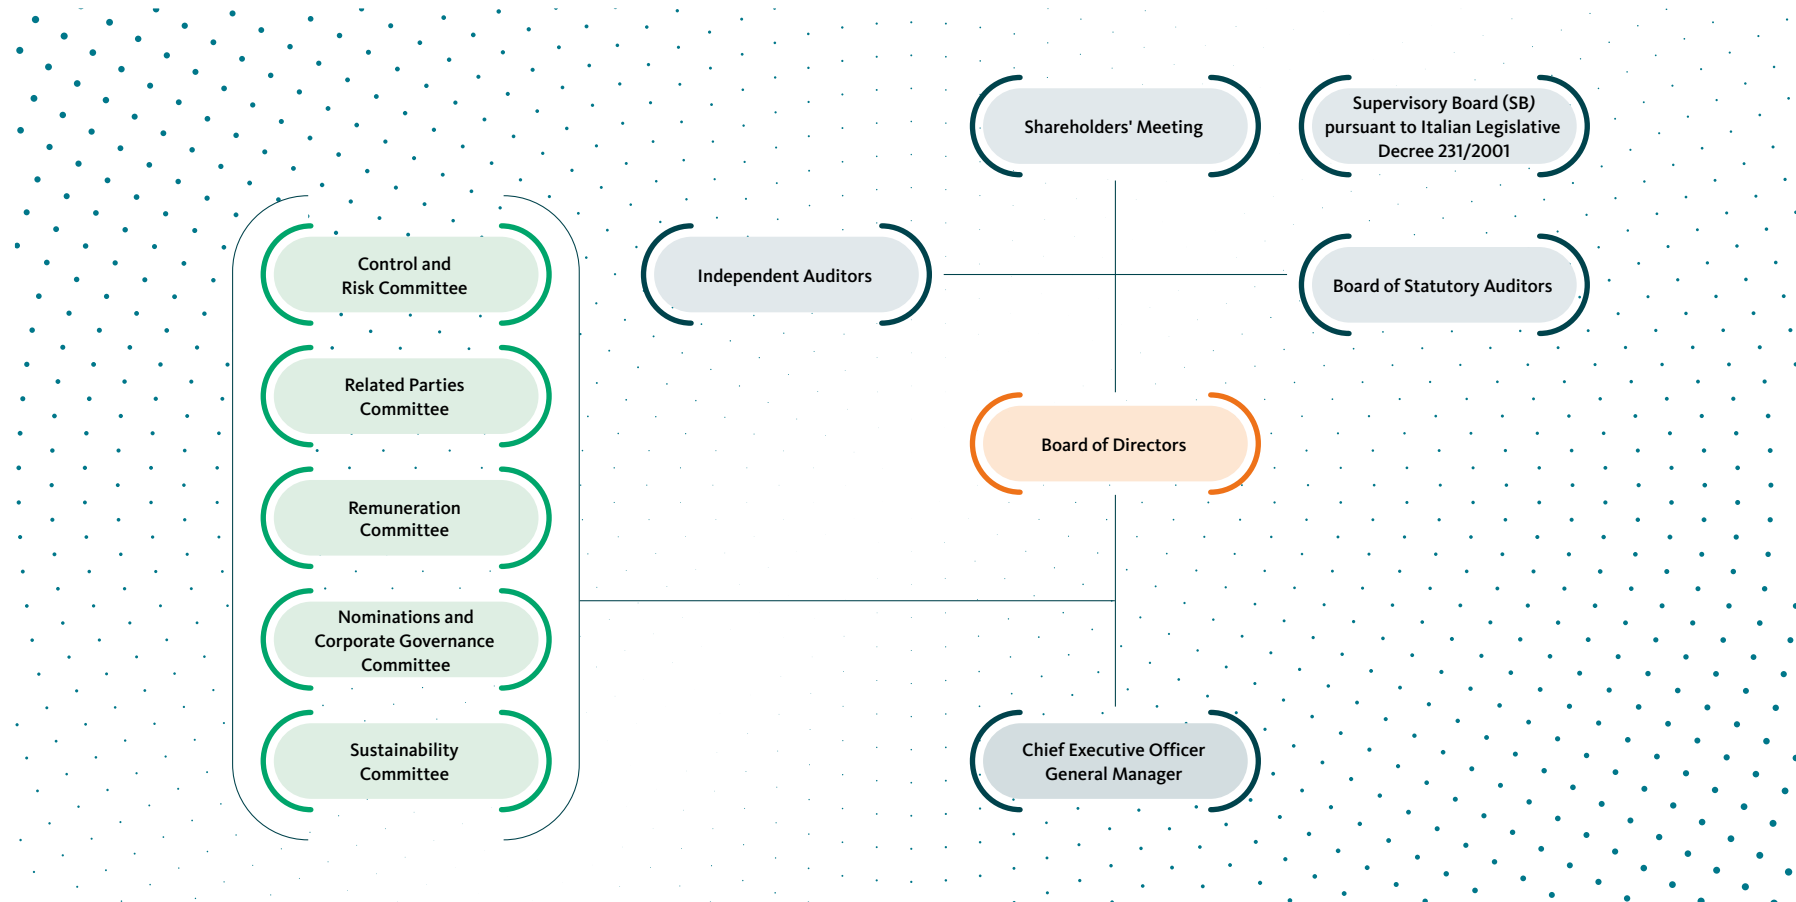 Shareholders' Meeting
Supervisory Board (SB)
pursuant to Italian Legislative
Decree 231/2001
Independent Auditors
Board of Statutory Auditors
Control and
Risk Committee
Related Parties
Committee
Remuneration
Committee
Nominations and
Corporate Governance
Committee
Sustainability
Committee
Board of Directors
Chief Executive Officer
General Manager